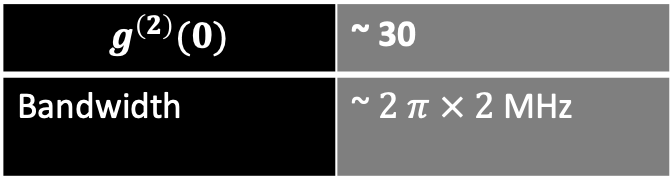 g⁽²⁾(0) ~ 30
Bandwidth ~ 2 π × 2 MHz